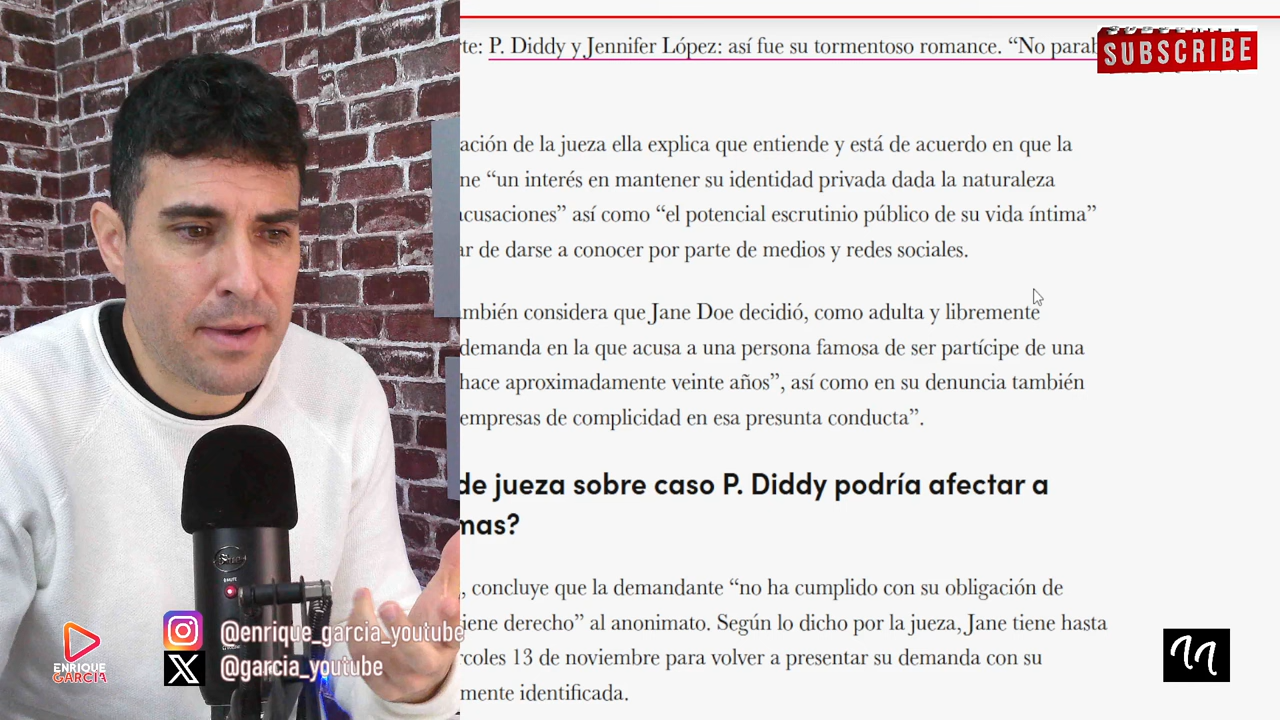 te: P. Diddy y Jennifer López: así fue su tormentoso romance. “No paral
SUBSCRIBE
ación de la jueza ella explica que entiende y está de acuerdo en que la
ne “un interés en mantener su identidad privada dada la naturaleza
cusaciones” así como “el potencial escrutinio público de su vida íntima”
ar de darse a conocer por parte de medios y redes sociales.
mbién considera que Jane Doe decidió, como adulta y libremente
demanda en la que acusa a una persona famosa de ser partícipe de una
hace aproximadamente veinte años”, así como en su denuncia también
empresas de complicidad en esa presunta conducta”.
de jueza sobre caso P. Diddy podría afectar a
mas?
, concluye que la demandante “no ha cumplido con su obligación de
iene derecho” al anonimato. Según lo dicho por la jueza, Jane tiene hasta
rcoles 13 de noviembre para volver a presentar su demanda con su
mente identificada.
@enrique_garcia_youtube
@garcia_youtube
ENRIQUE
GARCIA